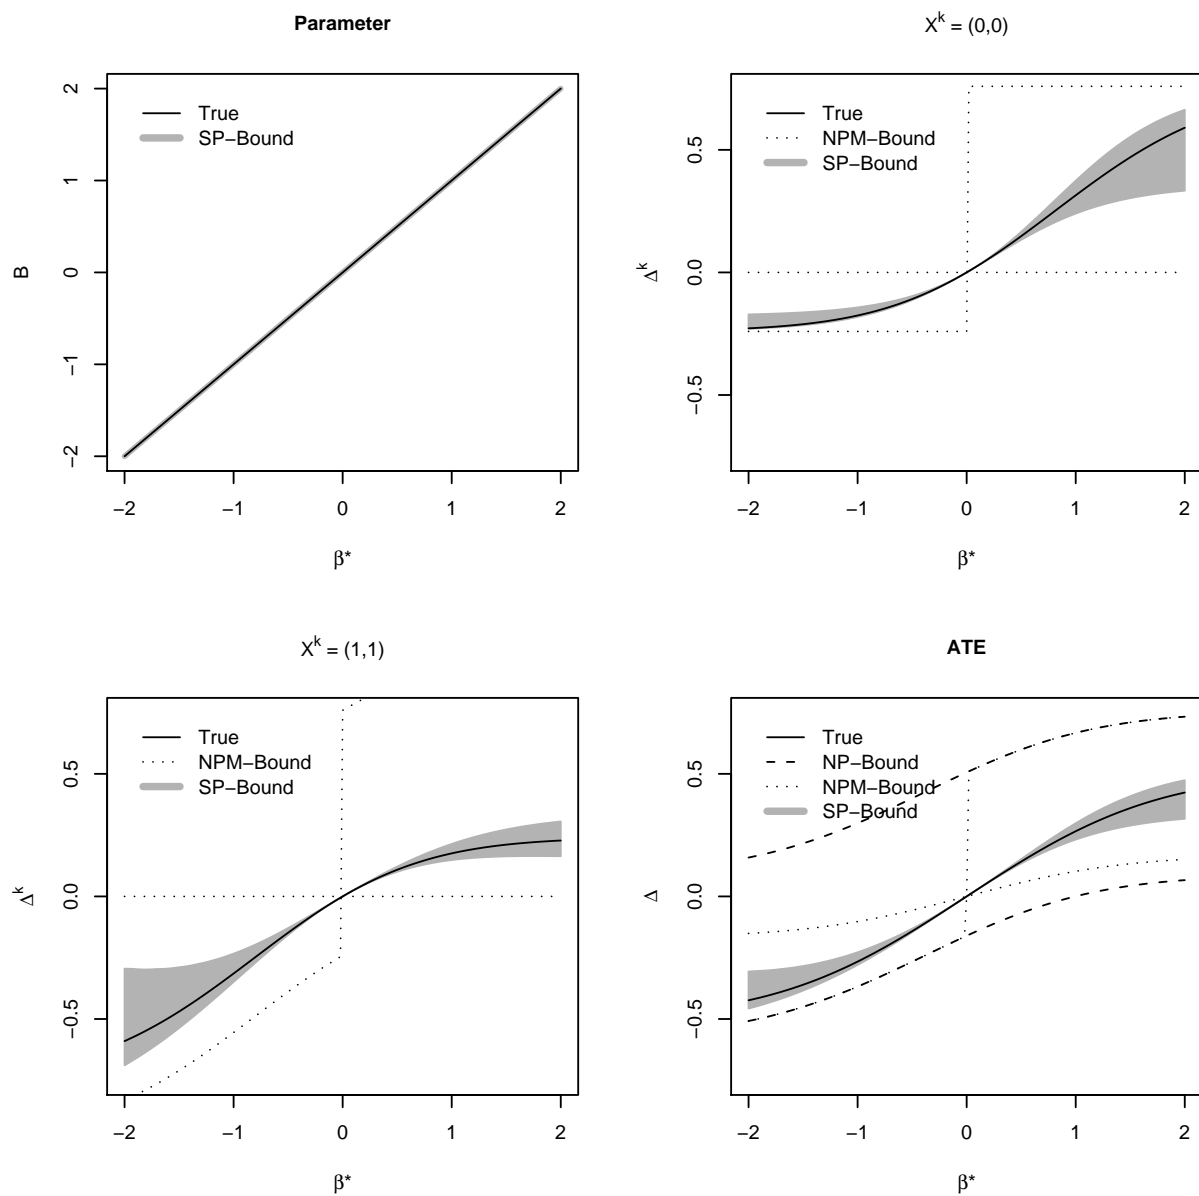 Parameter
True
SP−Bound
B
2
1
0
−1
−2
−2 −1 0 1 2
β*
X^k = (0,0)
True
NPM−Bound
SP−Bound
Δ^k
0.5
0.0
−0.5
−2 −1 0 1 2
β*
X^k = (1,1)
True
NPM−Bound
SP−Bound
Δ^k
0.5
0.0
−0.5
−2 −1 0 1 2
β*
ATE
True
NP−Bound
NPM−Bound
SP−Bound
Δ
0.5
0.0
−0.5
−2 −1 0 1 2
β*